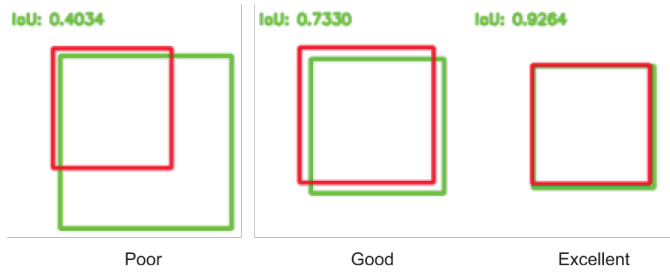 IoU: 0.4034
IoU: 0.7330
IoU: 0.9264
Poor
Good
Excellent